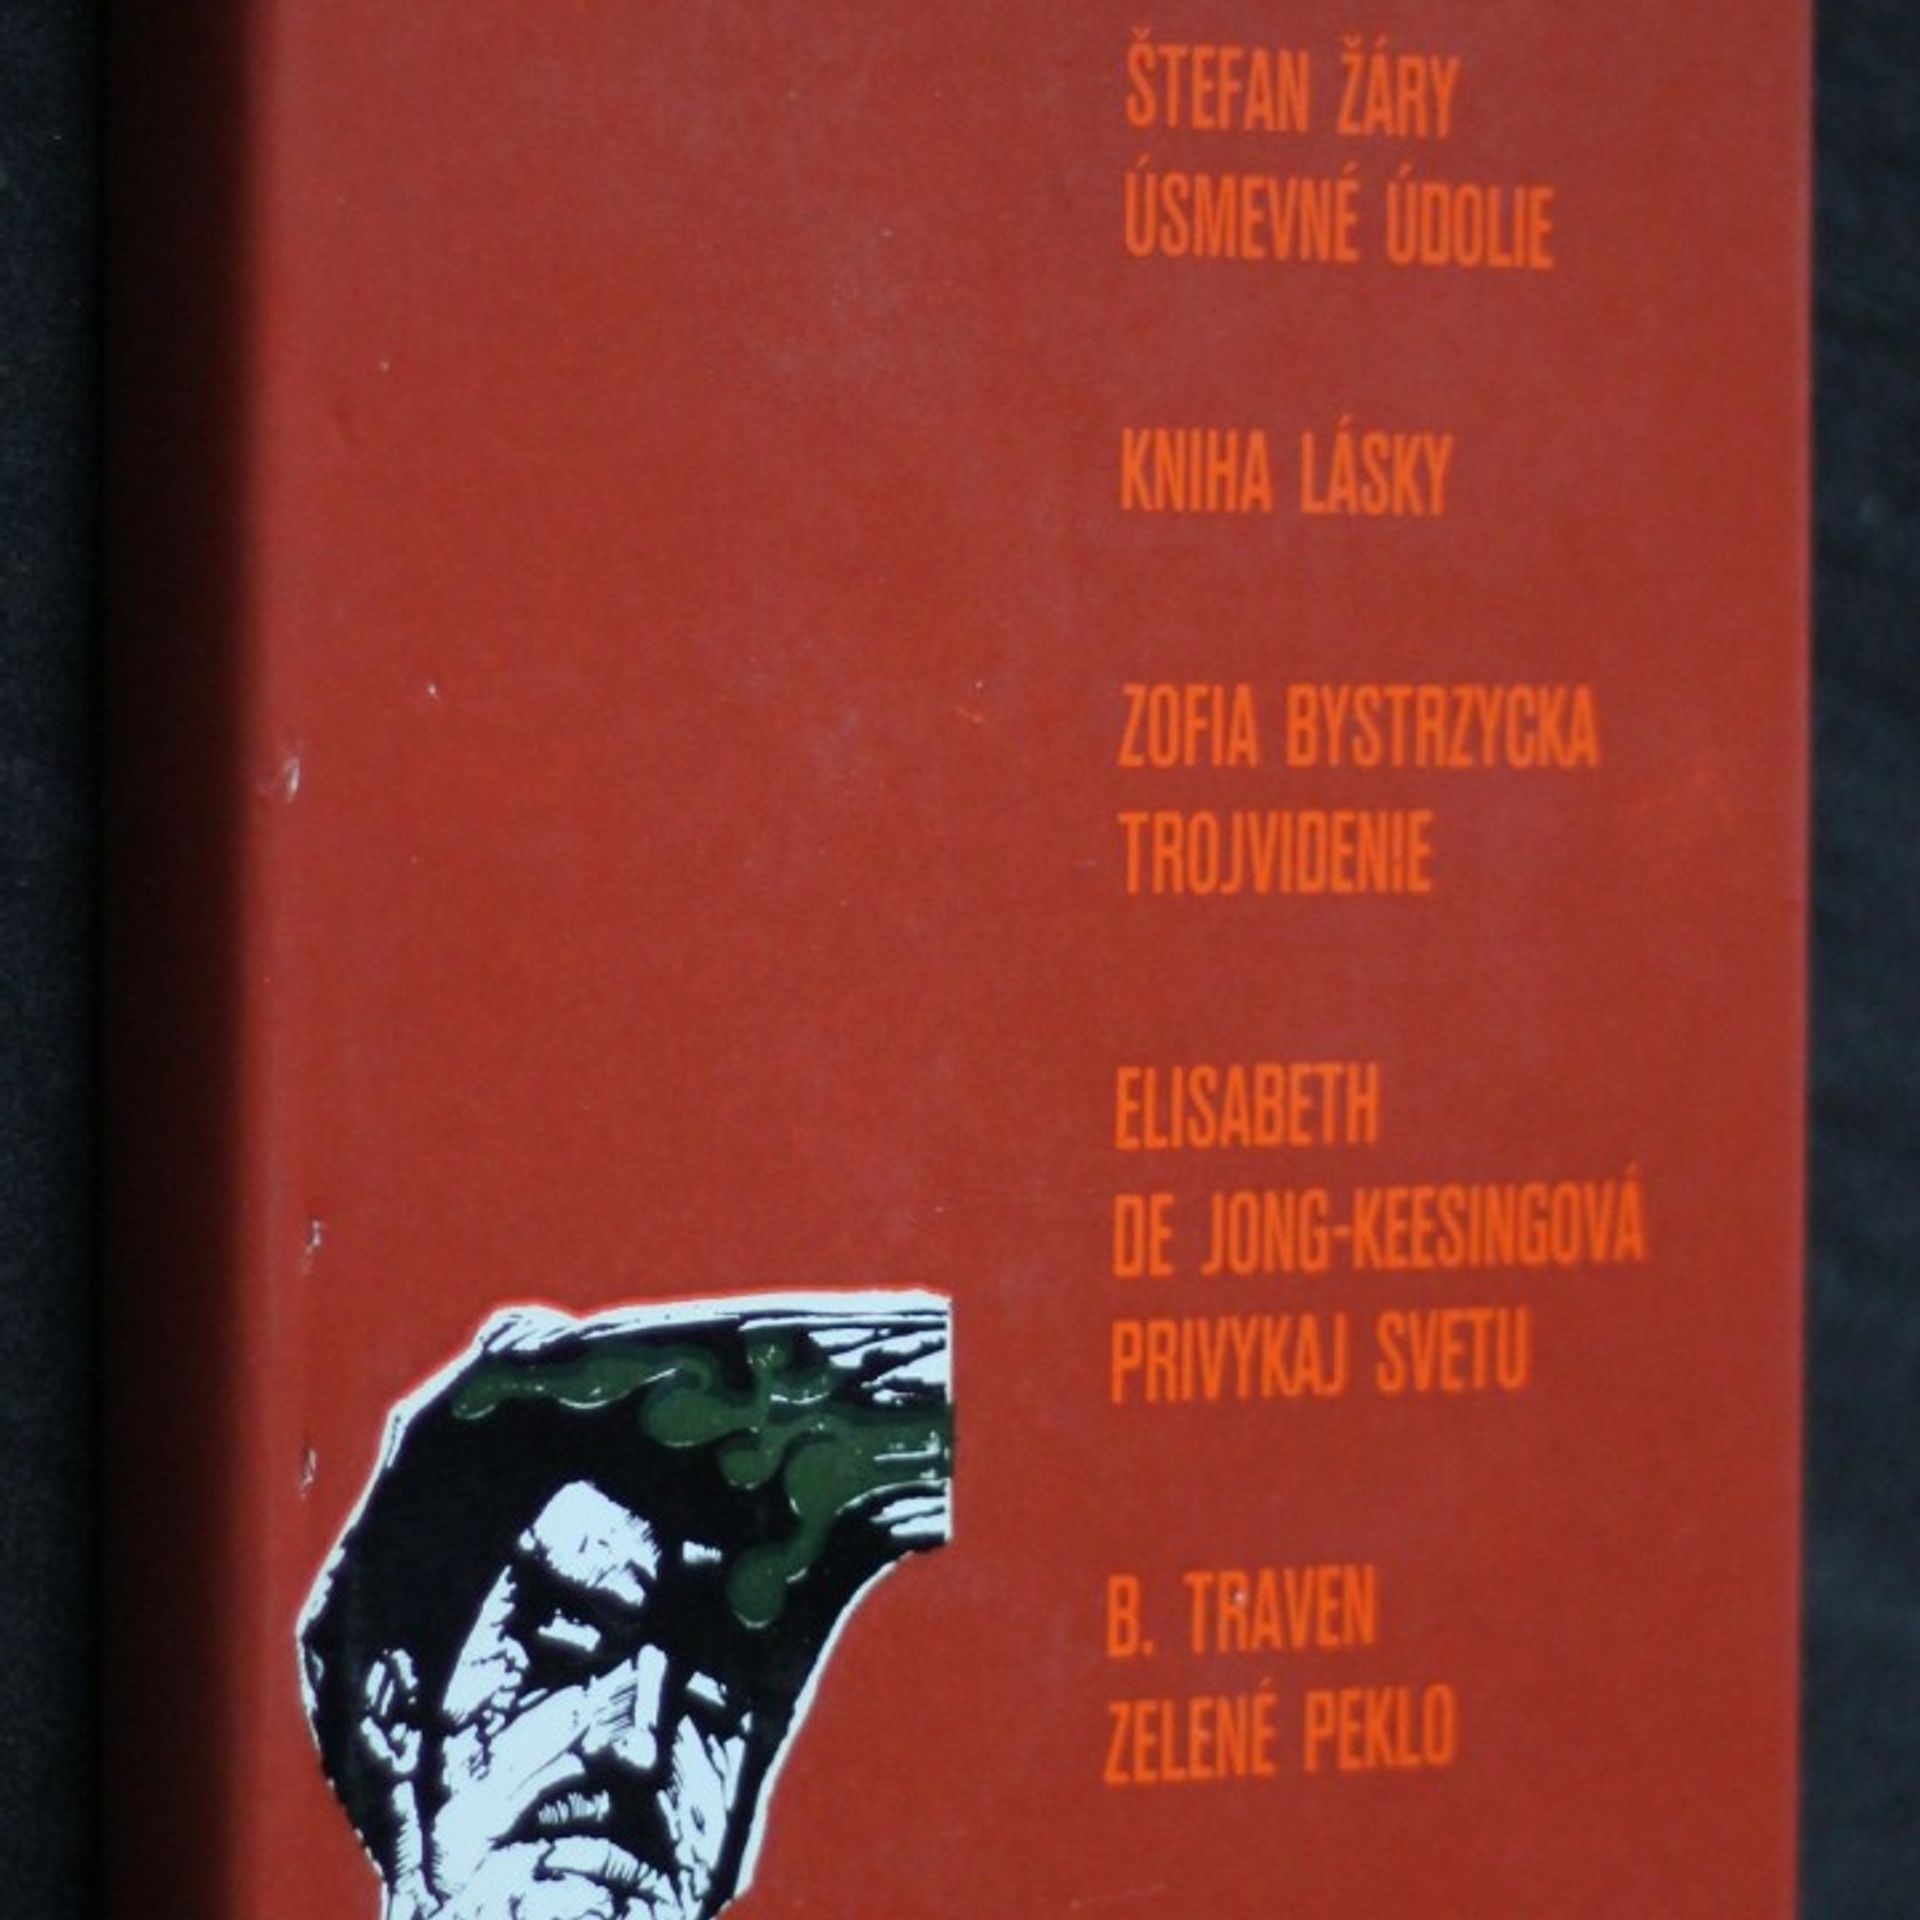 ŠTEFAN ŽÁRY
ÚSMEVNÉ ÚDOLIE
KNIHA LÁSKY
ZOFIA BYSTRZYCKA
TROJVIDENIE
ELISABETH
DE JONG-KEESINGOVÁ
PRIVYKAJ SVETU
B. TRAVEN
ZELENÉ PEKLO